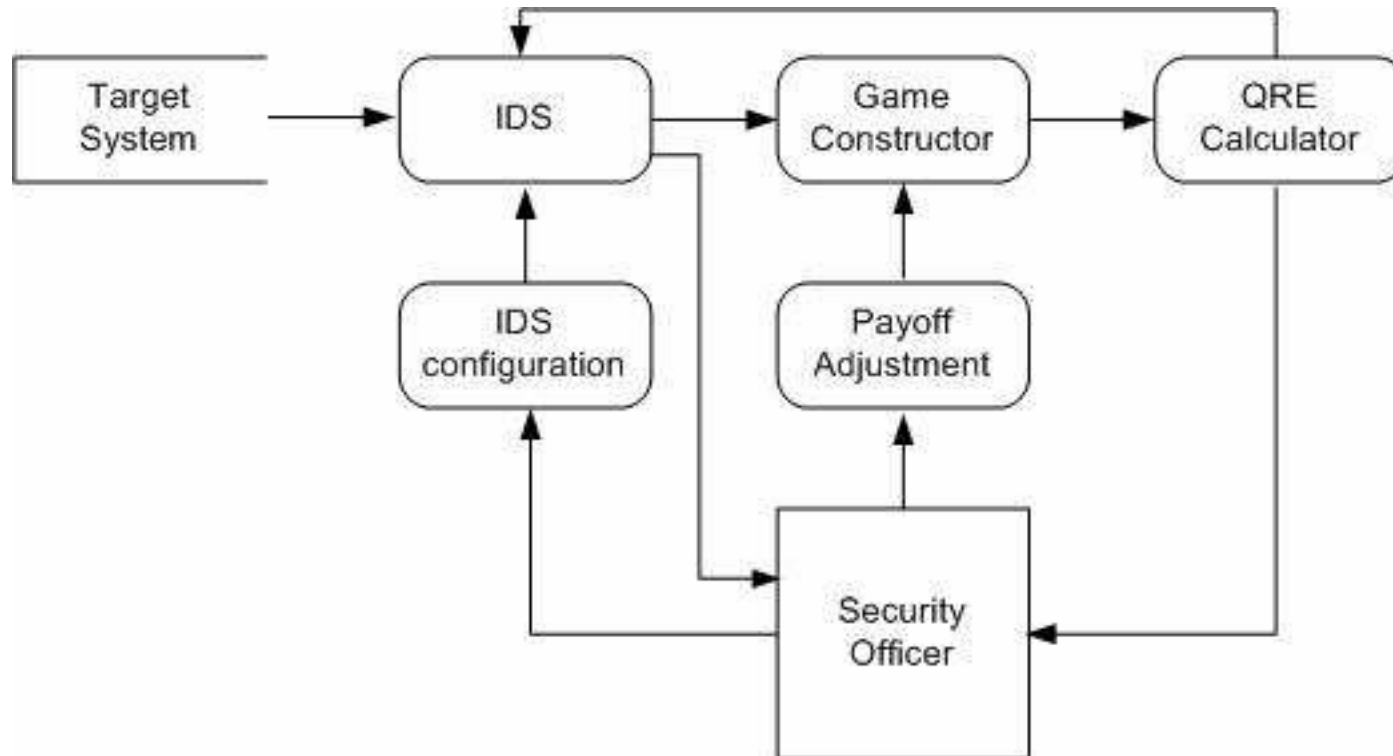 Target
System
IDS
Game
Constructor
QRE
Calculator
IDS
configuration
Payoff
Adjustment
Security
Officer